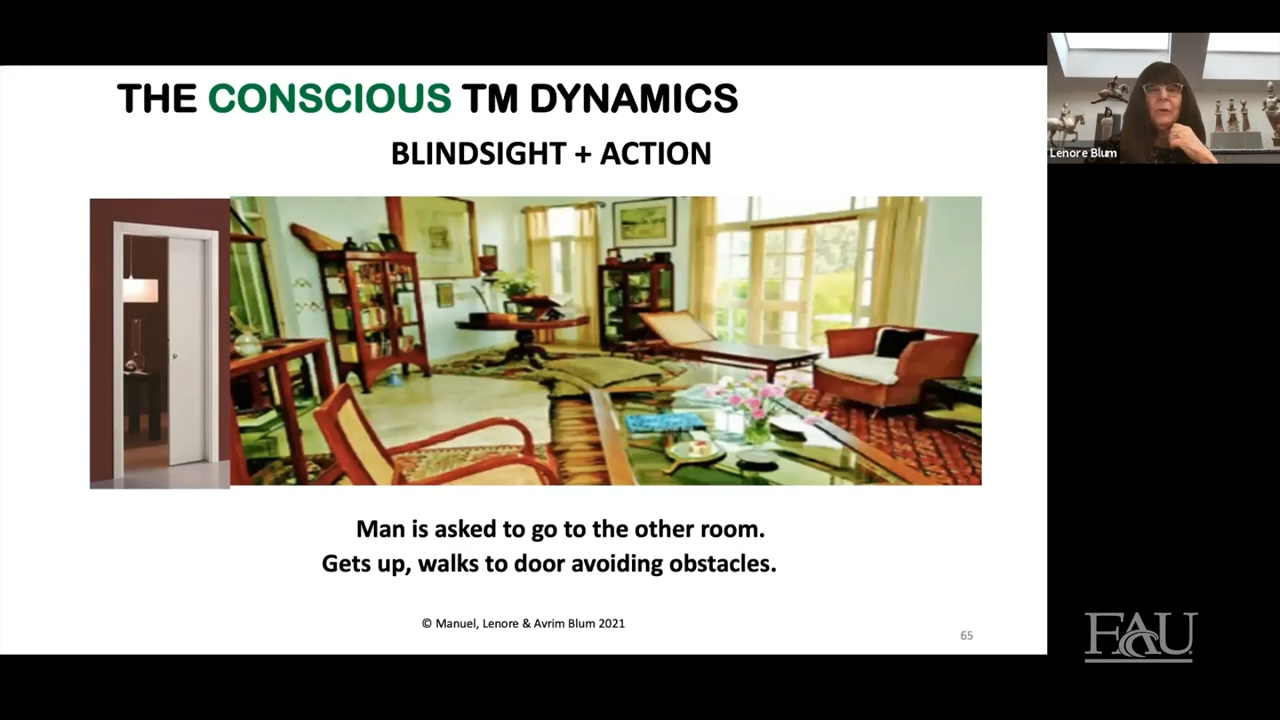 THE CONSCIOUS TM DYNAMICS
BLINDSIGHT + ACTION
Lenore Blum
Man is asked to go to the other room.
Gets up, walks to door avoiding obstacles.
© Manuel, Lenore & Avrim Blum 2021
65
FAU